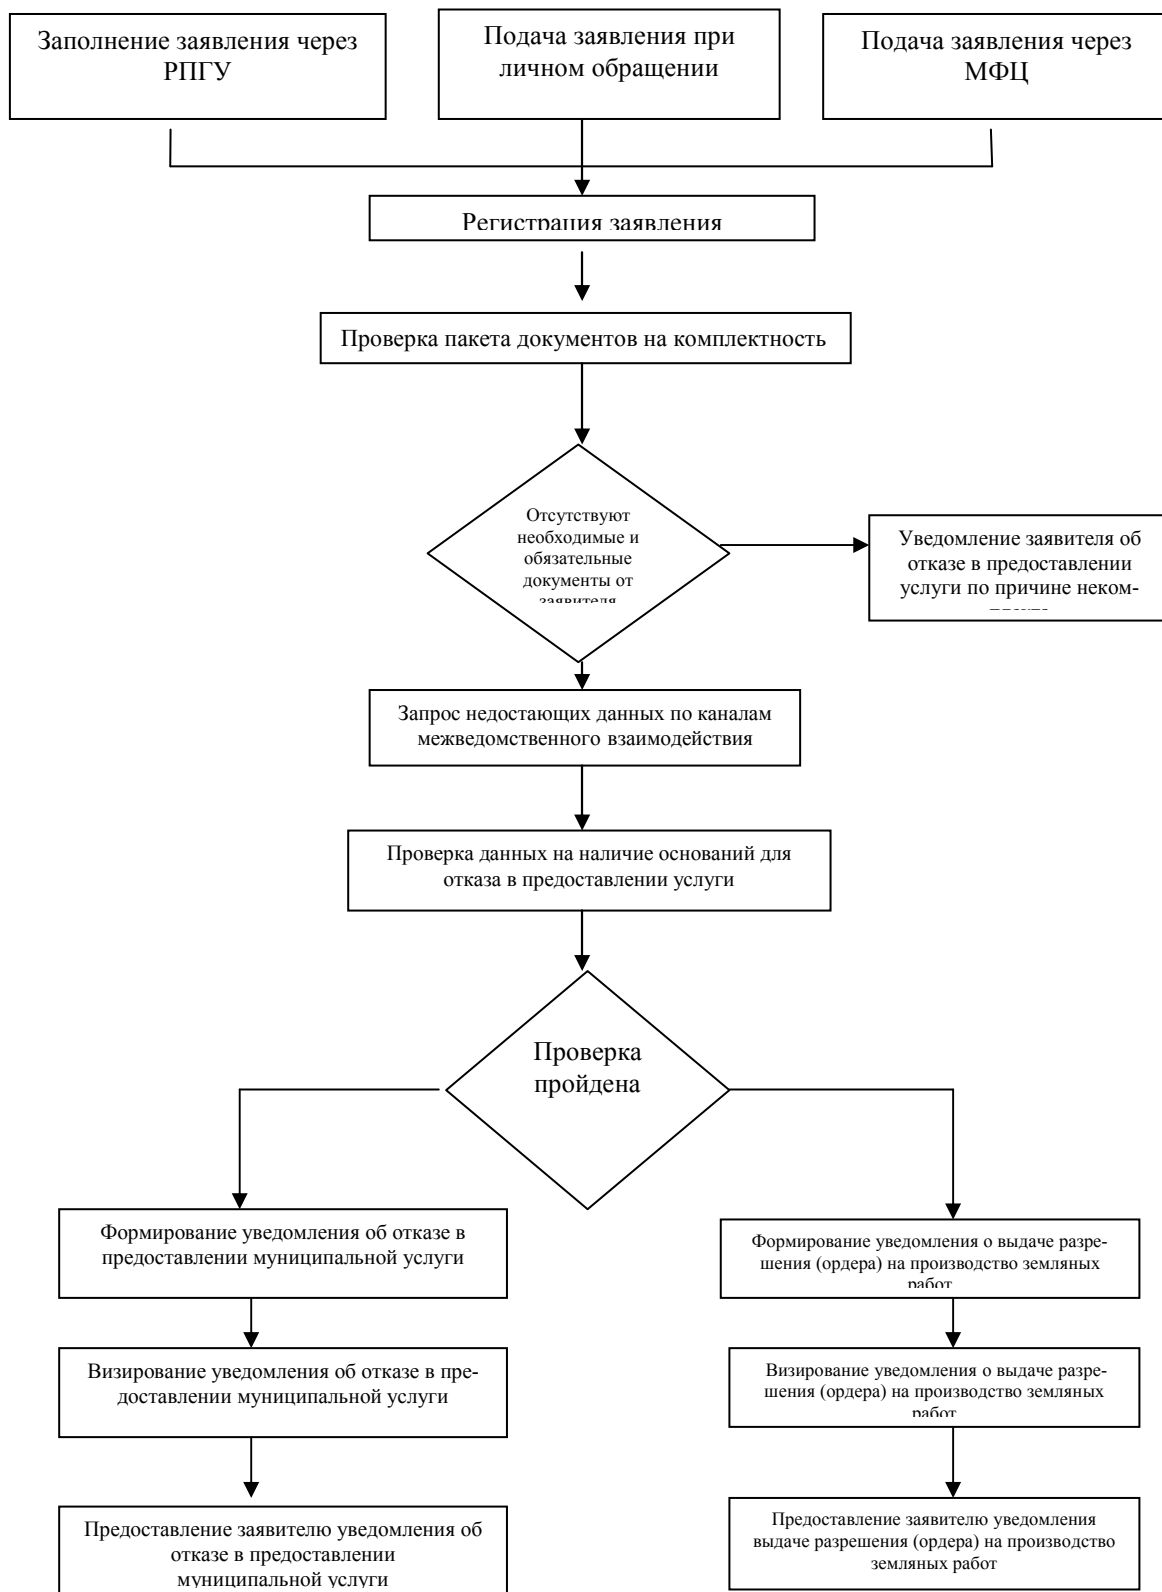 Заполнение заявления через
РПГУ
Подача заявления при
личном обращении
Подача заявления через
МФЦ
Регистрация заявления
Проверка пакета документов на комплектность
Отсутствуют
необходимые и
обязательные
документы от
заявителя
Уведомление заявителя об
отказе в предоставлении
услуги по причине неком-
Запрос недостающих данных по каналам
межведомственного взаимодействия
Проверка данных на наличие оснований для
отказа в предоставлении услуги
Проверка
пройдена
Формирование уведомления об отказе в
предоставлении муниципальной услуги
Формирование уведомления о выдаче разре-
шения (ордера) на производство земляных
работ
Визирование уведомления об отказе в пре-
доставлении муниципальной услуги
Визирование уведомления о выдаче разре-
шения (ордера) на производство земляных
работ
Предоставление заявителю уведомления об
отказе в предоставлении
муниципальной услуги
Предоставление заявителю уведомления
выдаче разрешения (ордера) на производство
земляных работ